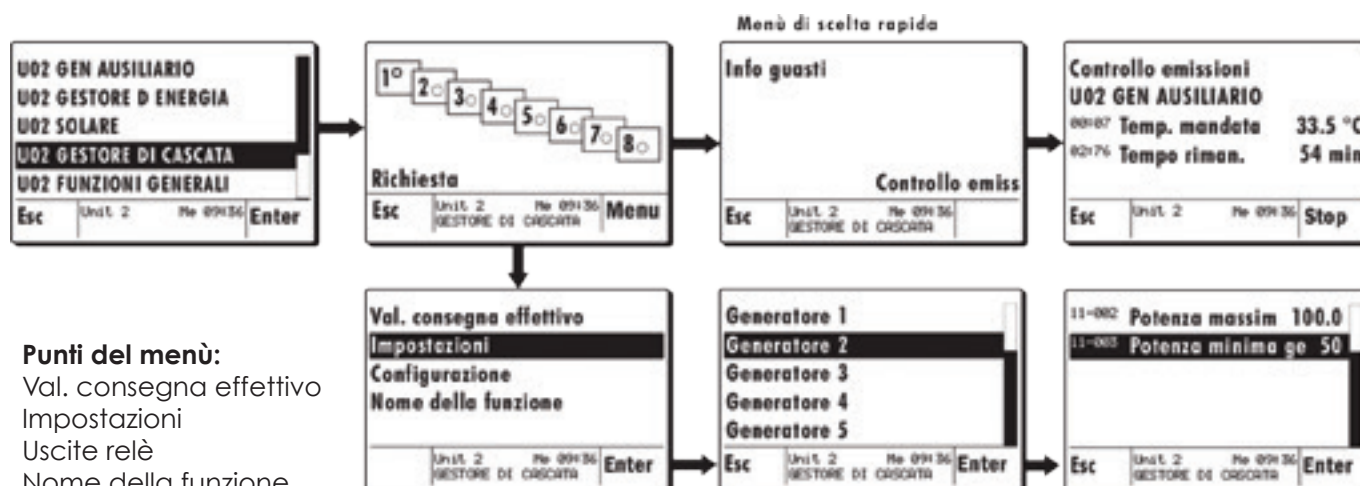 Menù di scelta rapida
U02 GEN AUSILIARIO
U02 GESTORE D ENERGIA
U02 SOLARE
U02 GESTORE DI CASCATA
U02 FUNZIONI GENERALI
Esc Unit 2 Me 09:36 Enter
1° 2 3 4 5 6 7 8
Richiesta
Esc Unit 2 Me 09:36 Menu
GESTORE DI CASCATA
Info guasti
Controllo emiss
Esc Unit 2 Me 09:36
GESTORE DI CASCATA
Controllo emissioni
U02 GEN AUSILIARIO
00:07 Temp. mandata 33.5 °C
02:76 Tempo riman. 54 min
Esc Unit 2 Me 09:36 Stop
Punti del menù:
Val. consegna effettivo
Impostazioni
Uscite relè
Nome della funzione
Val. consegna effettivo
Impostazioni
Configurazione
Nome della funzione
Unit 2 Me 09:36 Enter
GESTORE DI CASCATA
Generatore 1
Generatore 2
Generatore 3
Generatore 4
Generatore 5
Esc Unit 2 Me 09:36 Enter
GESTORE DI CASCATA
11-002 Potenza massim 100.0
11-003 Potenza minima ge 50
Esc Unit 2 Me 09:36 Enter
GESTORE DI CASCATA